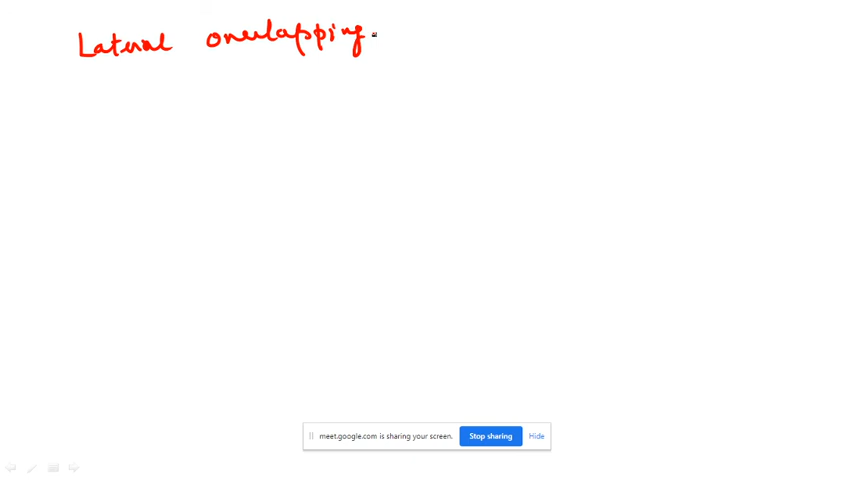 Lateral overlapping
meet.google.com is sharing your screen. Stop sharing Hide